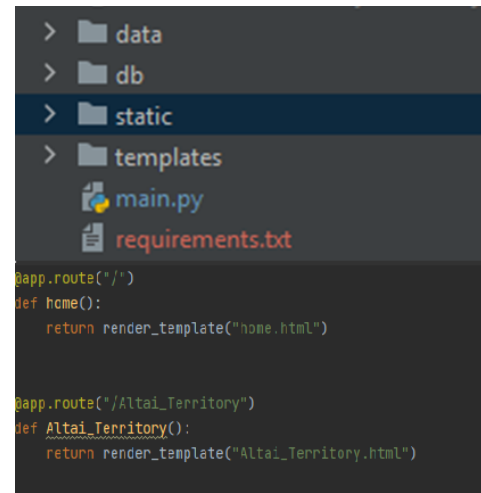 data
db
static
templates
main.py
requirements.txt
@app.route("/")
def home():
return render_template("home.html")
@app.route("/Altai_Territory")
def Altai_Territory():
return render_template("Altai_Territory.html")